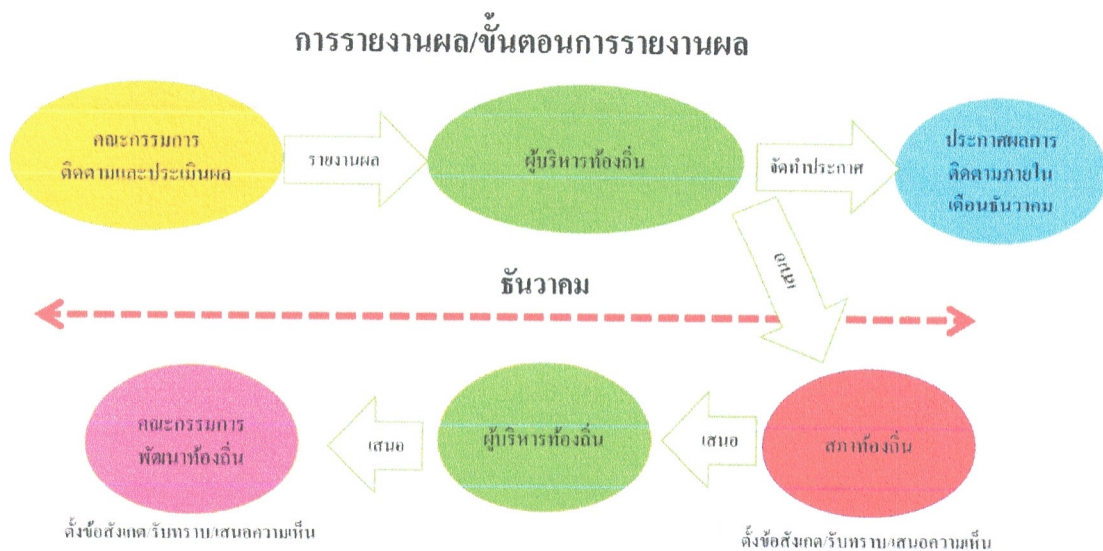 การรายงานผล/ขั้นตอนการรายงานผล
คณะกรรมการ
ติดตามและประเมินผล
รายงานผล
ผู้บริหารท้องถิ่น
จัดทำประกาศ
ประกาศผลการ
ติดตามภายใน
เดือนธันวาคม
เสนอ
ธันวาคม
คณะกรรมการ
พัฒนาท้องถิ่น
เสนอ
ผู้บริหารท้องถิ่น
เสนอ
สภาท้องถิ่น
ตั้งข้อสังเกต/รับทราบ/เสนอความเห็น
ตั้งข้อสังเกต/รับทราบ/เสนอความเห็น